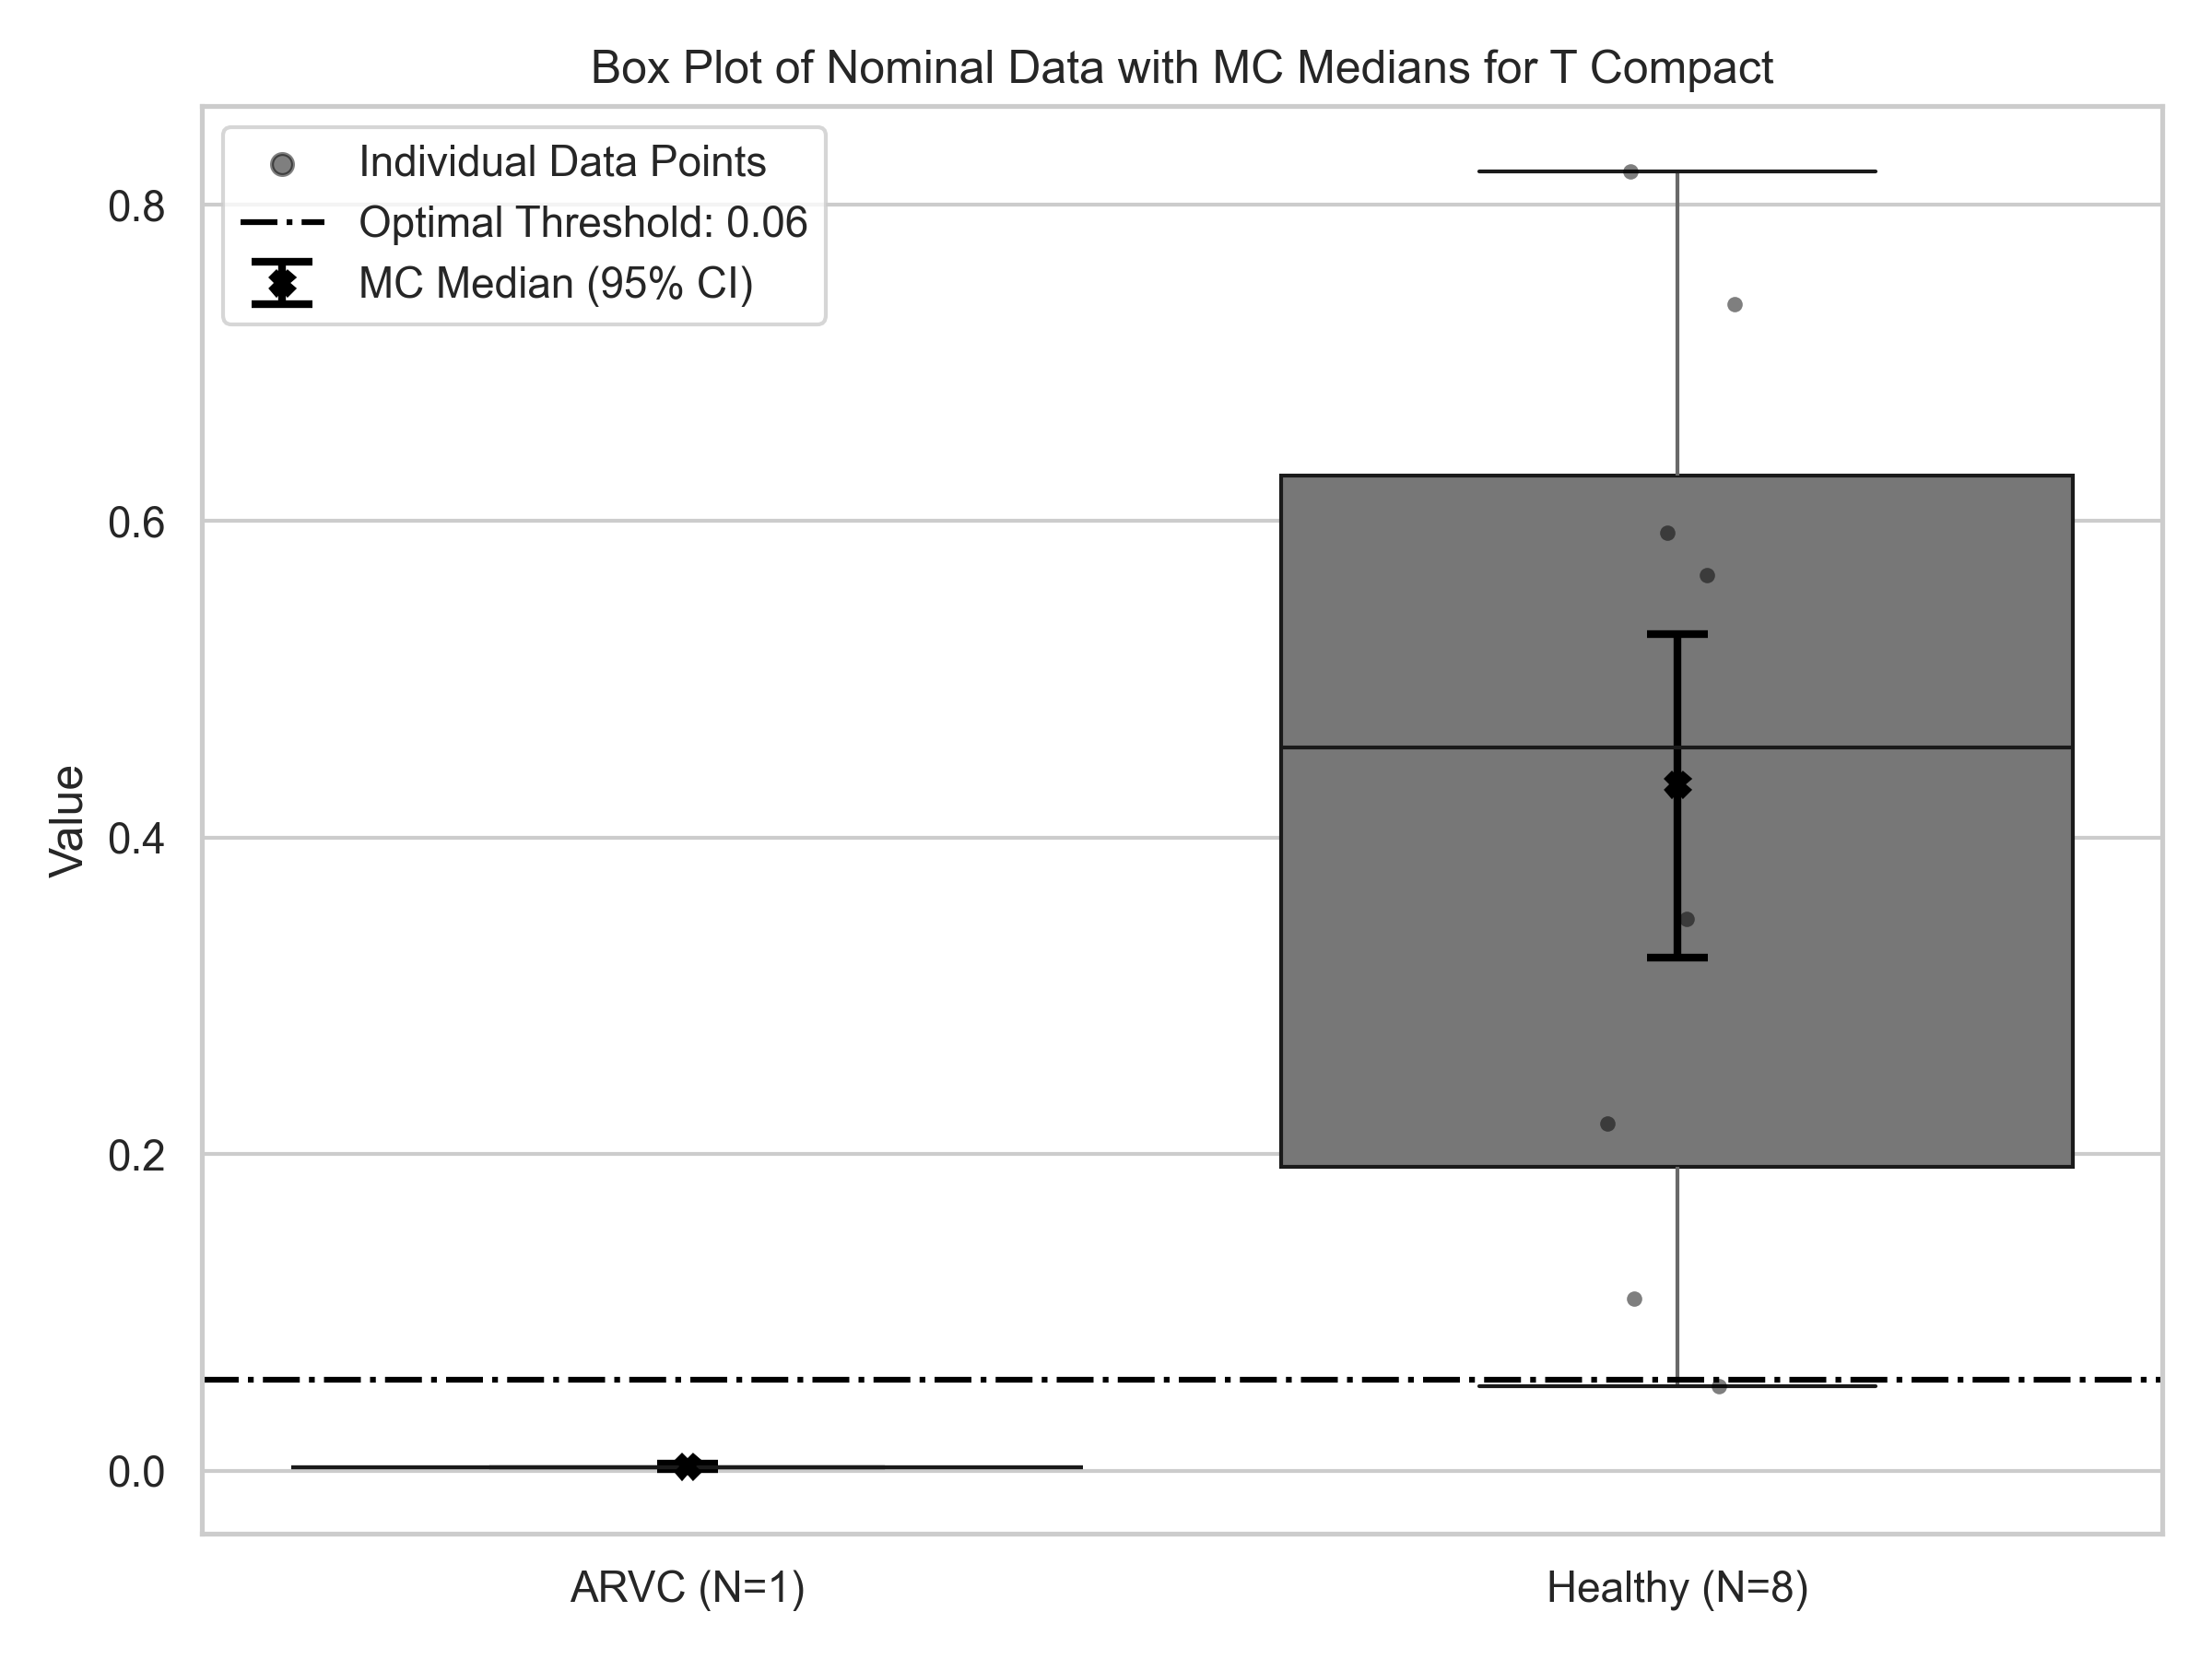 Box Plot of Nominal Data with MC Medians for T Compact
Individual Data Points
Optimal Threshold: 0.06
MC Median (95% CI)
0.8
0.6
0.4
0.2
0.0
Value
ARVC (N=1)
Healthy (N=8)